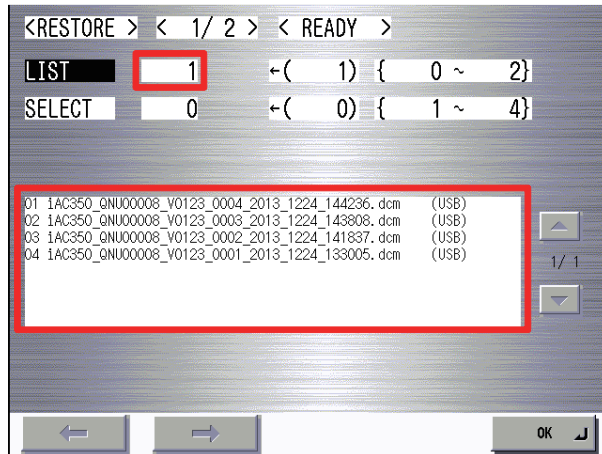 <RESTORE > < 1/ 2 > < READY >
LIST 1 ←( 1) { 0 ~ 2}
SELECT 0 ←( 0) { 1 ~ 4}
01 iAC350_QNU00008_V0123_0004_2013_1224_144236.dcm (USB)
02 iAC350_QNU00008_V0123_0003_2013_1224_143808.dcm (USB)
03 iAC350_QNU00008_V0123_0002_2013_1224_141837.dcm (USB)
04 iAC350_QNU00008_V0123_0001_2013_1224_133005.dcm (USB)
1/ 1
OK